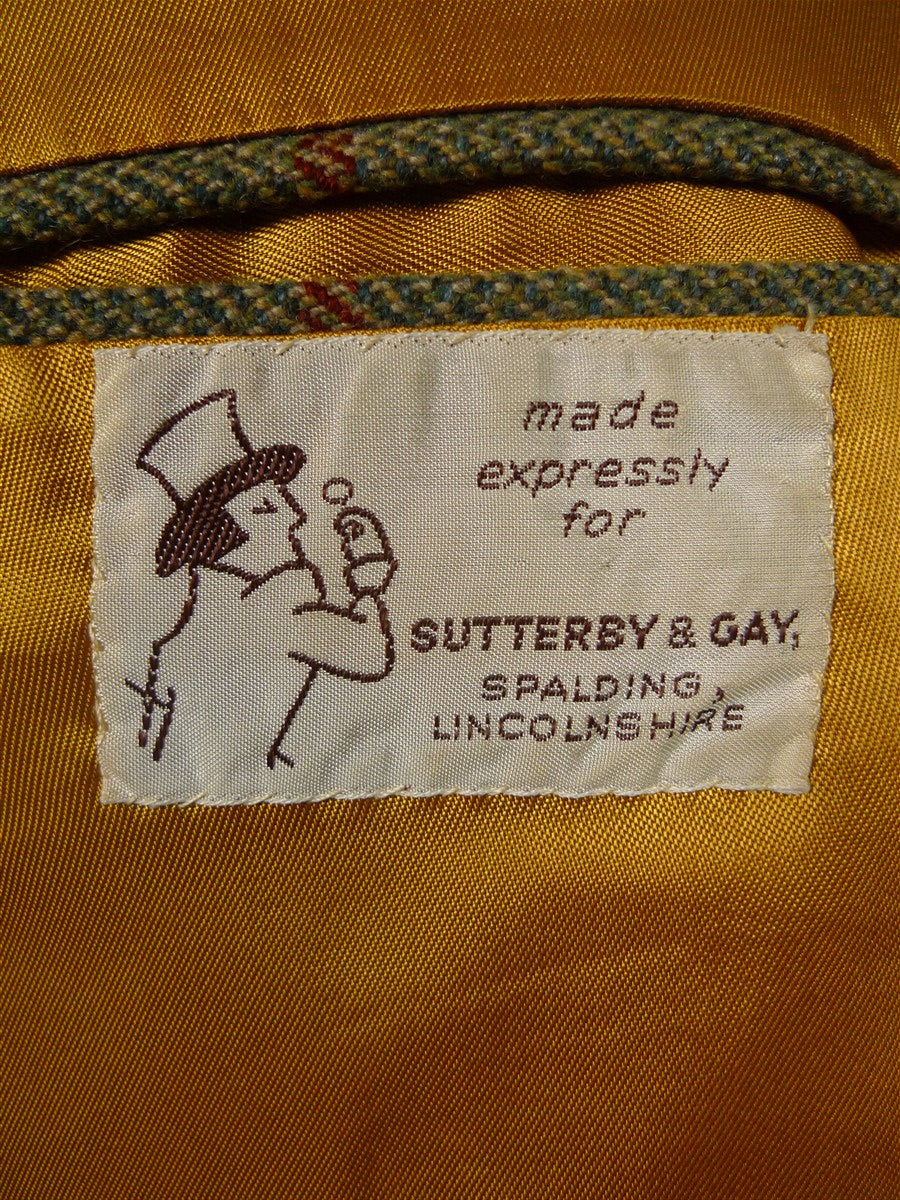 made
expressly
for
SUTTERBY & GAY,
SPALDING,
LINCOLNSHIRE